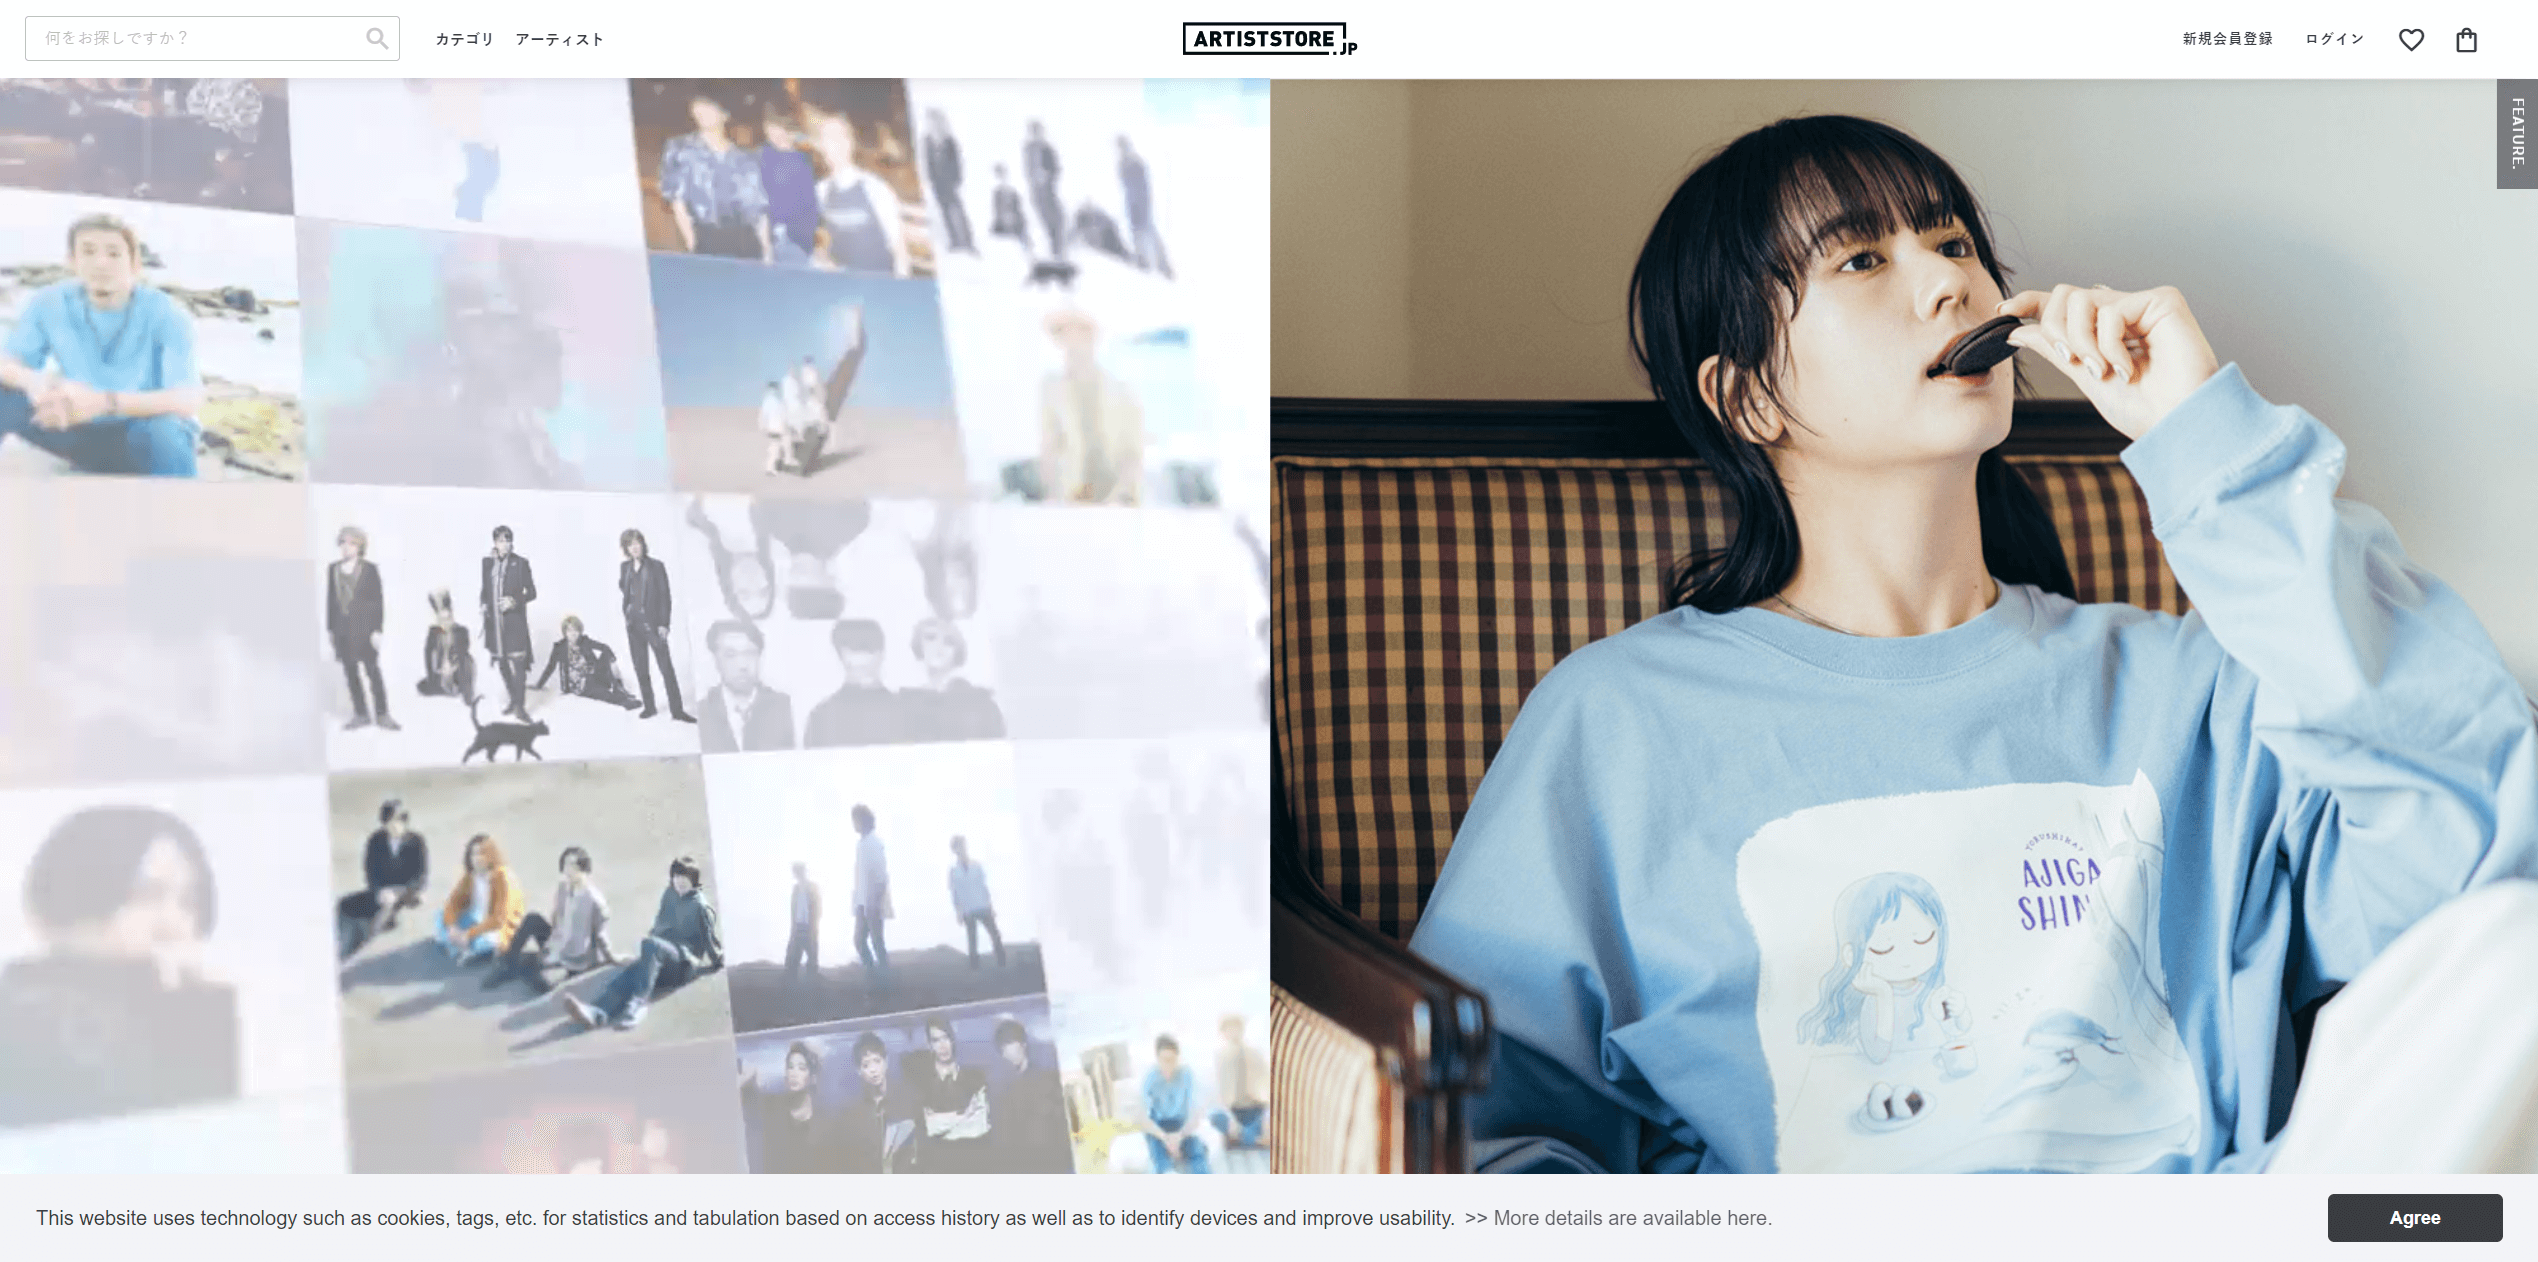 何をお探しですか？
カテゴリ
アーティスト
ARTISTSTORE.JP
新規会員登録
ログイン
FEATURE.
AJIGA
SHIN
This website uses technology such as cookies, tags, etc. for statistics and tabulation based on access history as well as to identify devices and improve usability. >> More details are available here.
Agree